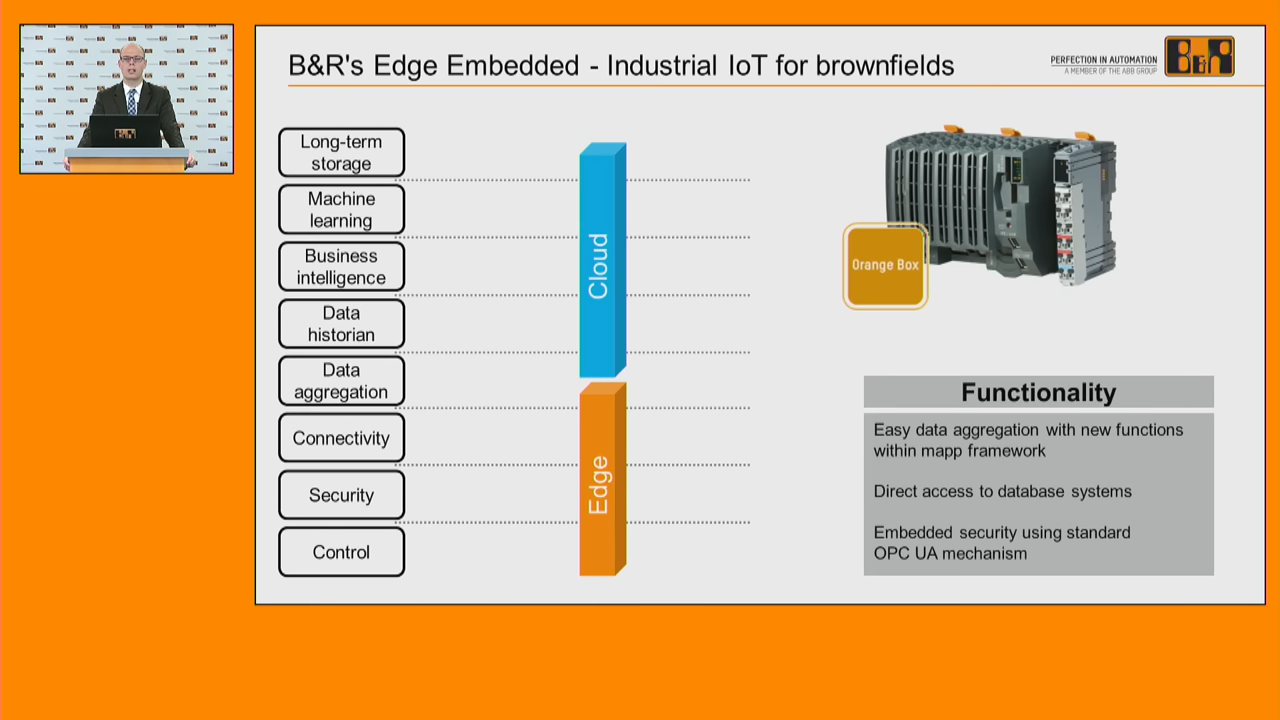 B&R's Edge Embedded - Industrial IoT for brownfields
PERFECTION IN AUTOMATION
A MEMBER OF THE ABB GROUP
B&R
Long-term
storage
Machine
learning
Business
intelligence
Data
historian
Data
aggregation
Connectivity
Security
Control
Cloud
Edge
Orange Box
Functionality
Easy data aggregation with new functions
within mapp framework
Direct access to database systems
Embedded security using standard
OPC UA mechanism